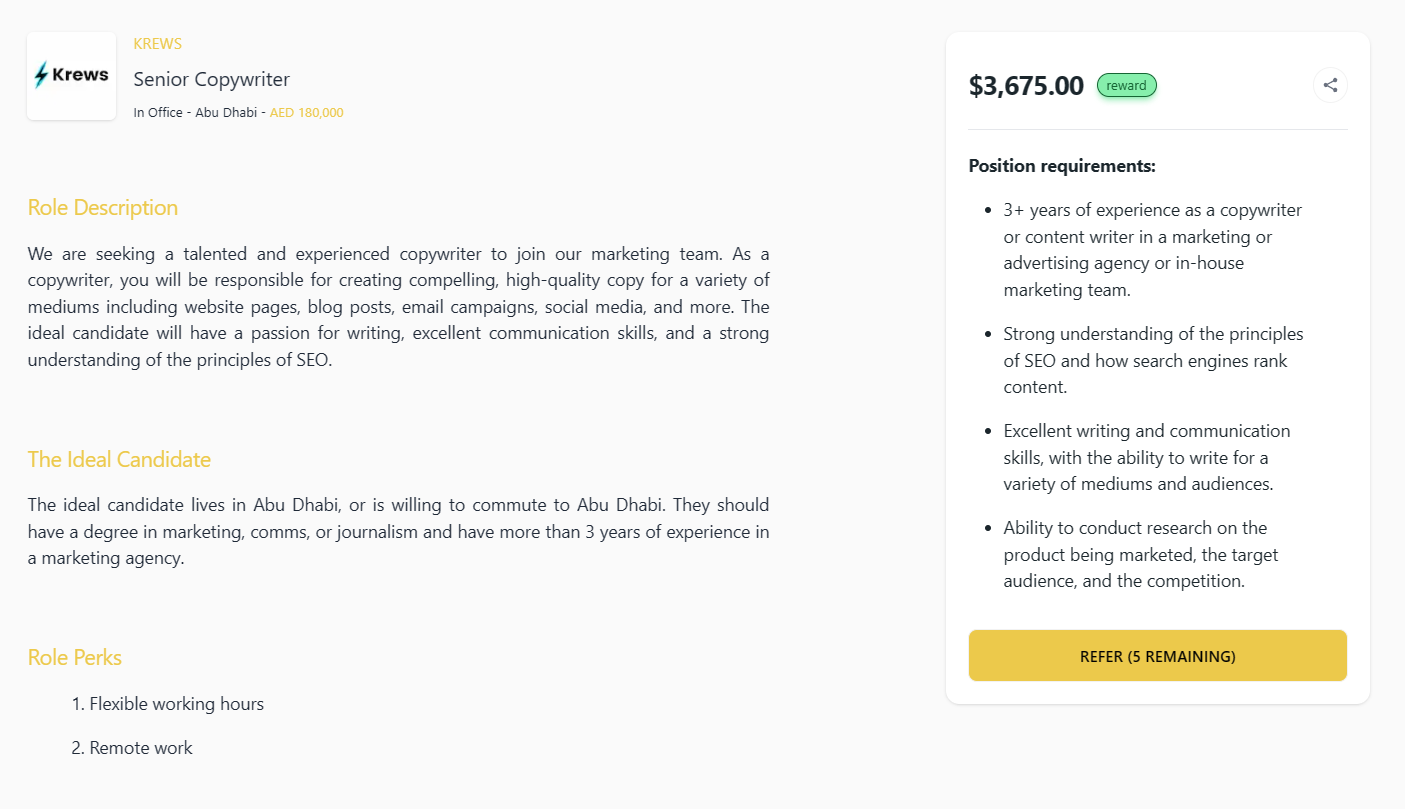 Krews
KREWS
Senior Copywriter
In Office - Abu Dhabi - AED 180,000
Role Description
We are seeking a talented and experienced copywriter to join our marketing team. As a
copywriter, you will be responsible for creating compelling, high-quality copy for a variety of
mediums including website pages, blog posts, email campaigns, social media, and more. The
ideal candidate will have a passion for writing, excellent communication skills, and a strong
understanding of the principles of SEO.
The Ideal Candidate
The ideal candidate lives in Abu Dhabi, or is willing to commute to Abu Dhabi. They should
have a degree in marketing, comms, or journalism and have more than 3 years of experience in
a marketing agency.
Role Perks
1. Flexible working hours
2. Remote work
$3,675.00 reward
Position requirements:
• 3+ years of experience as a copywriter
or content writer in a marketing or
advertising agency or in-house
marketing team.
• Strong understanding of the principles
of SEO and how search engines rank
content.
• Excellent writing and communication
skills, with the ability to write for a
variety of mediums and audiences.
• Ability to conduct research on the
product being marketed, the target
audience, and the competition.
REFER (5 REMAINING)